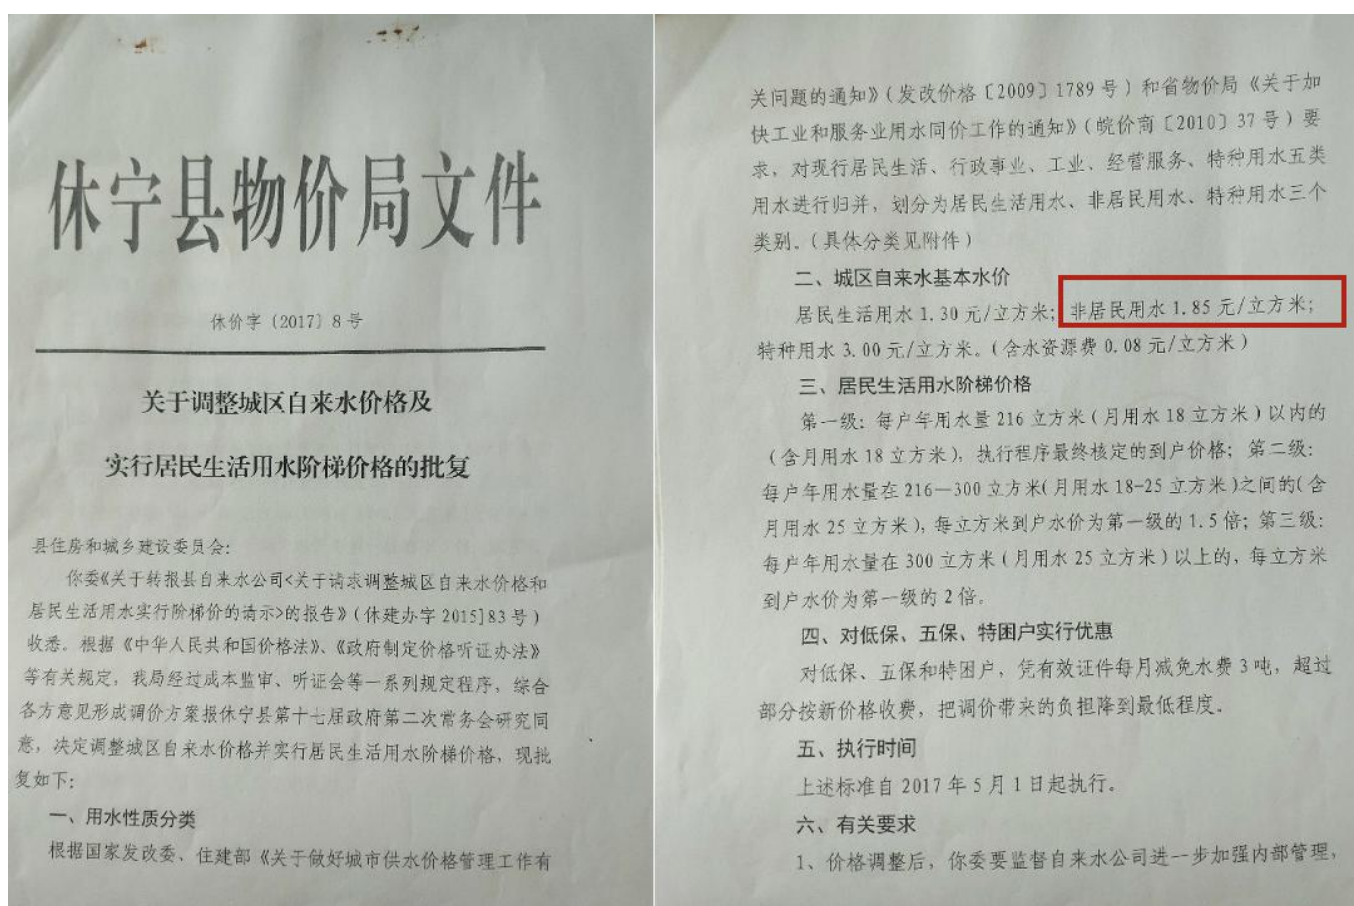 休宁县物价局文件
休价字〔2017〕8号
关于调整城区自来水价格及
实行居民生活用水阶梯价格的批复
县住房和城乡建设委员会:
你委《关于转报县自来水公司<关于请求调整城区自来水价格和
居民生活用水实行阶梯价的请示>的报告》(休建办字2015]83号)
收悉。根据《中华人民共和国价格法》、《政府制定价格听证办法》
等有关规定，我局经过成本监审、听证会等一系列规定程序，综合
各方意见形成调价方案报休宁县第十七届政府第二次常务会研究同
意，决定调整城区自来水价格并实行居民生活用水阶梯价格，现批
复如下:
一、用水性质分类
根据国家发改委、住建部《关于做好城市供水价格管理工作有
关问题的通知》(发改价格〔2009〕1789号)和省物价局《关于加
快工业和服务业用水同价工作的通知》(皖价商〔2010〕37号)要
求，对现行居民生活、行政事业、工业、经营服务、特种用水五类
用水进行归并，划分为居民生活用水、非居民用水、特种用水三个
类别。(具体分类见附件)
二、城区自来水基本水价
居民生活用水1.30元/立方米；非居民用水1.85元/立方米；
特种用水3.00元/立方米。(含水资源费0.08元/立方米)
三、居民生活用水阶梯价格
第一级：每户年用水量216立方米(月用水18立方米)以内的
(含月用水18立方米)，执行程序最终核定的到户价格；第二级：
每户年用水量在216—300立方米(月用水18-25立方米)之间的(含
月用水25立方米)，每立方米到户水价为第一级的1.5倍；第三级：
每户年用水量在300立方米(月用水25立方米)以上的，每立方米
到户水价为第一级的2倍。
四、对低保、五保、特困户实行优惠
对低保、五保和特困户，凭有效证件每月减免水费3吨，超过
部分按新价格收费，把调价带来的负担降到最低程度。
五、执行时间
上述标准自2017年5月1日起执行。
六、有关要求
1、价格调整后，你委要监督自来水公司进一步加强内部管理，